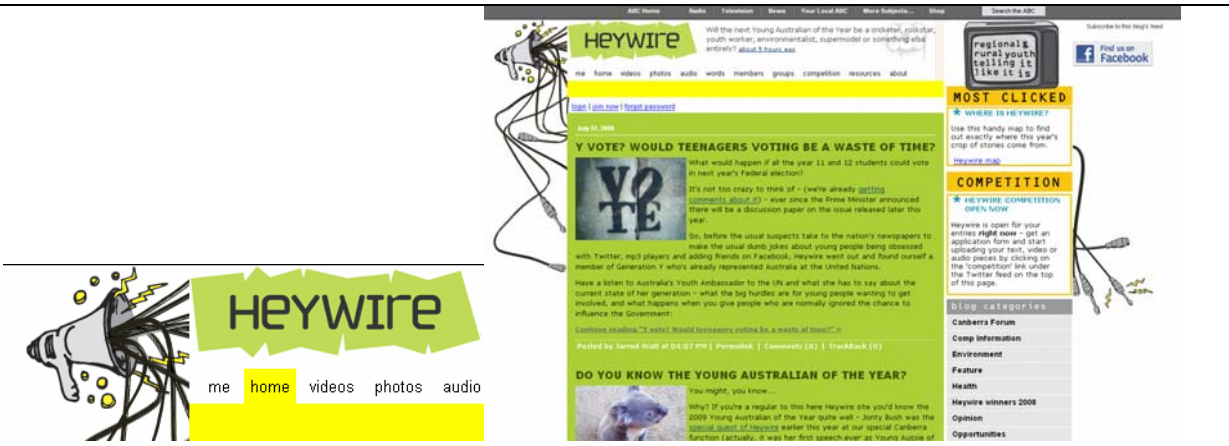 HEYWIRE
me home videos photos audio
ABC Home Radio Television News Your Local ABC More Subjects... Shop Search the ABC
HEYWIRE
Will the next Young Australian of the Year be a cricketer, rockstar,
youth worker, environmentalist, supermodel or something else
entirely? about 5 hours ago
me home videos photos audio words members groups competition resources about
login | join now | forgot password
July 27, 2009
Y VOTE? WOULD TEENAGERS VOTING BE A WASTE OF TIME?
VOTE
What would happen if all the year 11 and 12 students could vote
in next year's Federal election?
It's not too crazy to think of - (we're already getting
comments about it) - ever since the Prime Minister announced
there will be a discussion paper on the issue released later this
year.
So, before the usual suspects take to the nation's newspapers to
make the usual dumb jokes about young people being obsessed
with Twitter, mp3 players and adding friends on Facebook, Heywire went out and found ourself a
member of Generation Y who's already represented Australia at the United Nations.
Have a listen to Australia's Youth Ambassador to the UN and what she has to say about the
current state of her generation - what the big hurdles are for young people wanting to get
involved, and what happens when you give people who are normally ignored the chance to
influence the Government:
Continue reading "Y vote? Would teenagers voting be a waste of time?" »
Posted by Jarrod Watt at 04:07 PM | Permalink | Comments (0) | TrackBack (0)
DO YOU KNOW THE YOUNG AUSTRALIAN OF THE YEAR?
You might, you know...
Why? If you're a regular to this here Heywire site you'd know the
2009 Young Australian of the Year quite well - Jonty Bush was the
special guest of Heywire earlier this year at our special Canberra
function (actually, it was her first speech ever as Young Aussie of
regional &
rural youth
telling it
like it is
MOST CLICKED
WHERE IS HEYWIRE?
Use this handy map to find
out exactly where this year's
crop of stories come from.
Heywire map
COMPETITION
HEYWIRE COMPETITION
OPEN NOW
Heywire is open for your
entries right now - get an
application form and start
uploading your text, video or
audio pieces by clicking on
the 'competition' link under
the Twitter feed on the top
of this page.
blog categories
Canberra Forum
Comp Information
Environment
Feature
Health
Heywire winners 2008
Opinion
Opportunities
Subscribe to this blog's feed
Find us on
Facebook